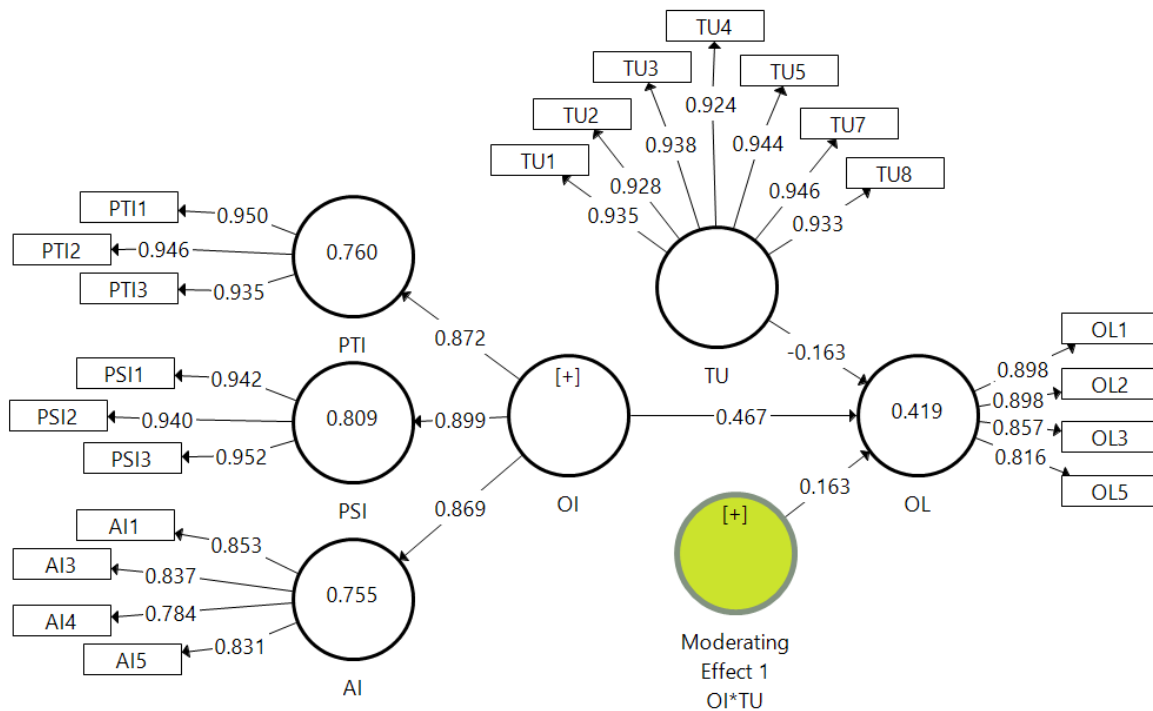 TU4
TU3
TU5
TU2
TU7
TU1
TU8
0.924
0.938
0.944
0.928
0.946
0.935
0.933
PTI1
0.950
PTI2
0.946
0.760
PTI3
0.935
PTI
0.872
TU
-0.163
PSI1
0.942
PSI2
0.940
0.809
PSI3
0.952
PSI
0.899
[+]
OI
0.467
0.419
OL
OL1
0.898
OL2
0.898
OL3
0.857
OL5
0.816
0.869
0.163
[+]
AI1
0.853
AI3
0.837
0.755
AI4
0.784
AI5
0.831
AI
Moderating
Effect 1
OI*TU